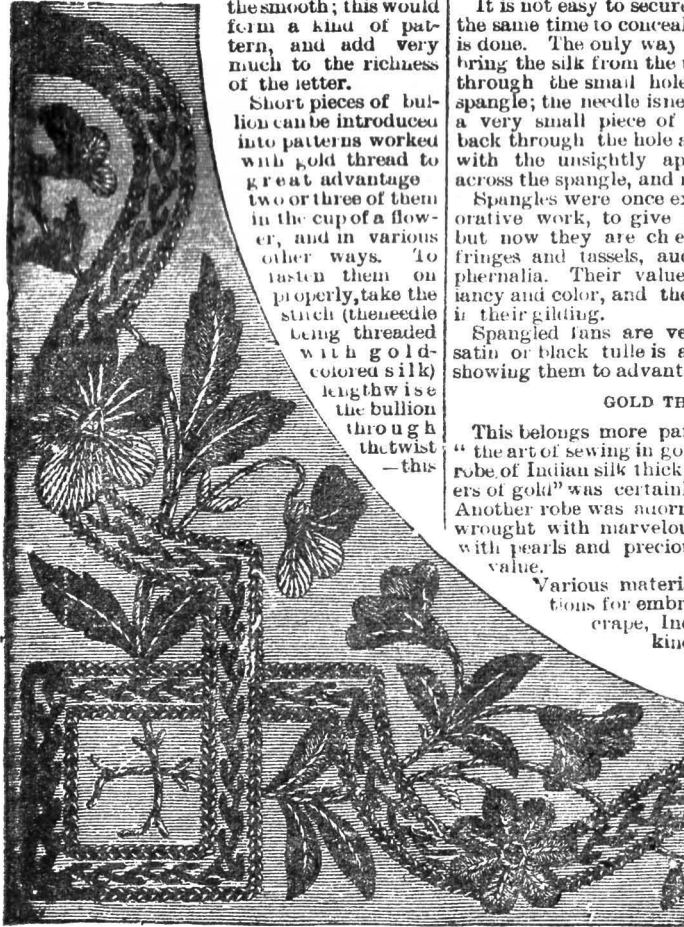 the smooth; this would
form a kind of pat-
tern, and add very
much to the richness
of the letter.
Short pieces of bul-
lion can be introduced
into patterns worked
with gold thread to
great advantage
two or three of them
in the cup of a flow-
er, and in various
other ways. To
fasten them on
properly, take the
stitch (the needle
being threaded
with gold-
colored silk)
lengthwise
the bullion
through
the twist
—this
It is not easy to secure
the same time to conceal
is done. The only way
bring the silk from the
through the small hole
spangle; the needle is
a very small piece of
back through the hole
with the unsightly ap
across the spangle, and
Spangles were once ex
orative work, to give
but now they are che
fringes and tassels, and
phernalia. Their value
iancy and color, and the
in their gilding.
Spangled fans are ve
satin or black tulle is a
showing them to advant
GOLD TH
This belongs more pa
"the art of sewing in go
robe of Indian silk thick
ers of gold" was certain
Another robe was adorn
wrought with marvelou
with pearls and preciou
value.
Various materi
tions for embr
crape, In
kin